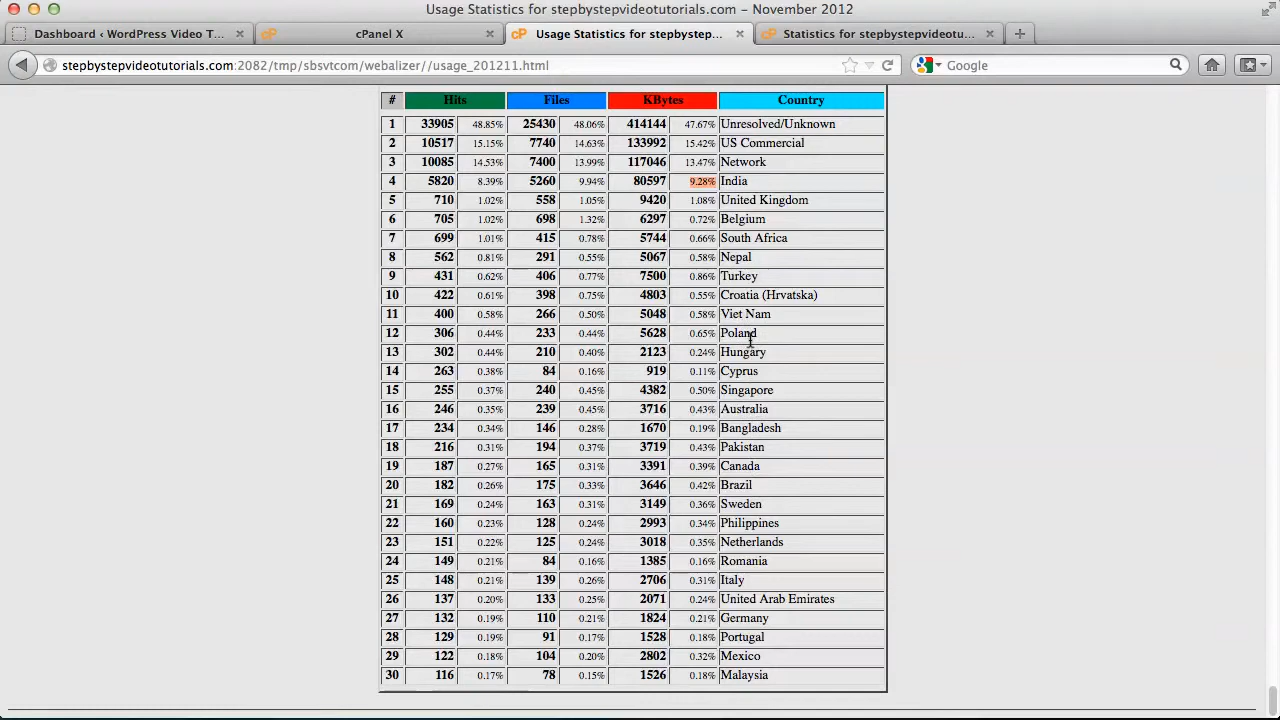 Usage Statistics for stepbystepvideotutorials.com – November 2012
Dashboard ‹ WordPress Video T...
cPanel X
Usage Statistics for stepbystep...
Statistics for stepbystepvideotu...
stepbystepvideotutorials.com:2082/tmp/sbsvtcom/webalizer//usage_201211.html
Google
# Hits Files KBytes Country
1 33905 48.85% 25430 48.06% 414144 47.67% Unresolved/Unknown
2 10517 15.15% 7740 14.63% 133992 15.42% US Commercial
3 10085 14.53% 7400 13.99% 117046 13.47% Network
4 5820 8.39% 5260 9.94% 80597 9.28% India
5 710 1.02% 558 1.05% 9420 1.08% United Kingdom
6 705 1.02% 698 1.32% 6297 0.72% Belgium
7 699 1.01% 415 0.78% 5744 0.66% South Africa
8 562 0.81% 291 0.55% 5067 0.58% Nepal
9 431 0.62% 406 0.77% 7500 0.86% Turkey
10 422 0.61% 398 0.75% 4803 0.55% Croatia (Hrvatska)
11 400 0.58% 266 0.50% 5048 0.58% Viet Nam
12 306 0.44% 233 0.44% 5628 0.65% Poland
13 302 0.44% 210 0.40% 2123 0.24% Hungary
14 263 0.38% 84 0.16% 919 0.11% Cyprus
15 255 0.37% 240 0.45% 4382 0.50% Singapore
16 246 0.35% 239 0.45% 3716 0.43% Australia
17 234 0.34% 146 0.28% 1670 0.19% Bangladesh
18 216 0.31% 194 0.37% 3719 0.43% Pakistan
19 187 0.27% 165 0.31% 3391 0.39% Canada
20 182 0.26% 175 0.33% 3646 0.42% Brazil
21 169 0.24% 163 0.31% 3149 0.36% Sweden
22 160 0.23% 128 0.24% 2993 0.34% Philippines
23 151 0.22% 125 0.24% 3018 0.35% Netherlands
24 149 0.21% 84 0.16% 1385 0.16% Romania
25 148 0.21% 139 0.26% 2706 0.31% Italy
26 137 0.20% 133 0.25% 2071 0.24% United Arab Emirates
27 132 0.19% 110 0.21% 1824 0.21% Germany
28 129 0.19% 91 0.17% 1528 0.18% Portugal
29 122 0.18% 104 0.20% 2802 0.32% Mexico
30 116 0.17% 78 0.15% 1526 0.18% Malaysia